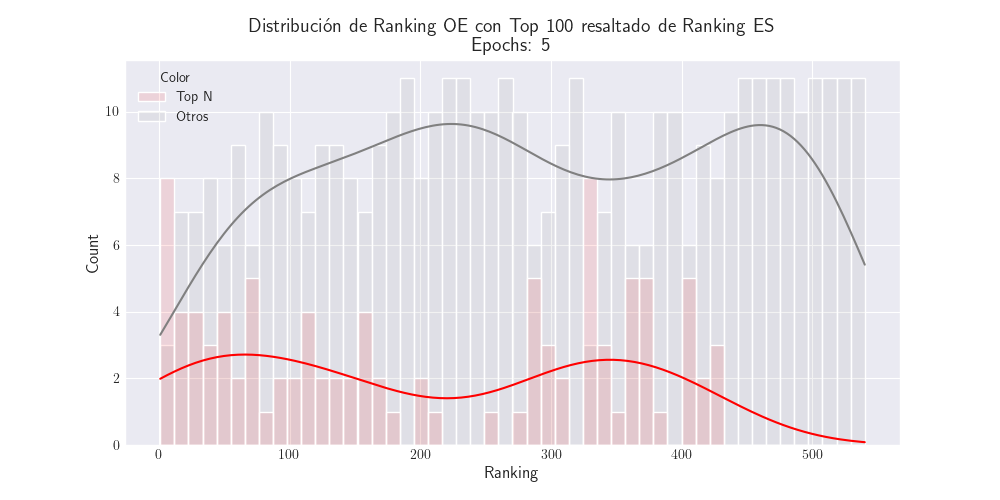 Distribución de Ranking OE con Top 100 resaltado de Ranking ES
Epochs: 5
Color
Top N
Otros
10
8
6
4
2
0
Count
0 100 200 300 400 500
Ranking